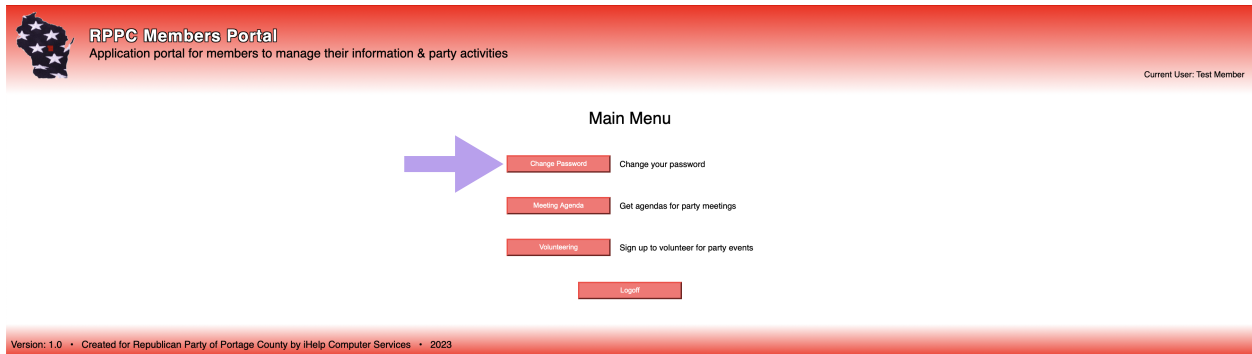 RPPC Members Portal
Application portal for members to manage their information & party activities
Current User: Test Member
Main Menu
Change Password Change your password
Meeting Agenda Get agendas for party meetings
Volunteering Sign up to volunteer for party events
Logoff
Version: 1.0 • Created for Republican Party of Portage County by iHelp Computer Services • 2023